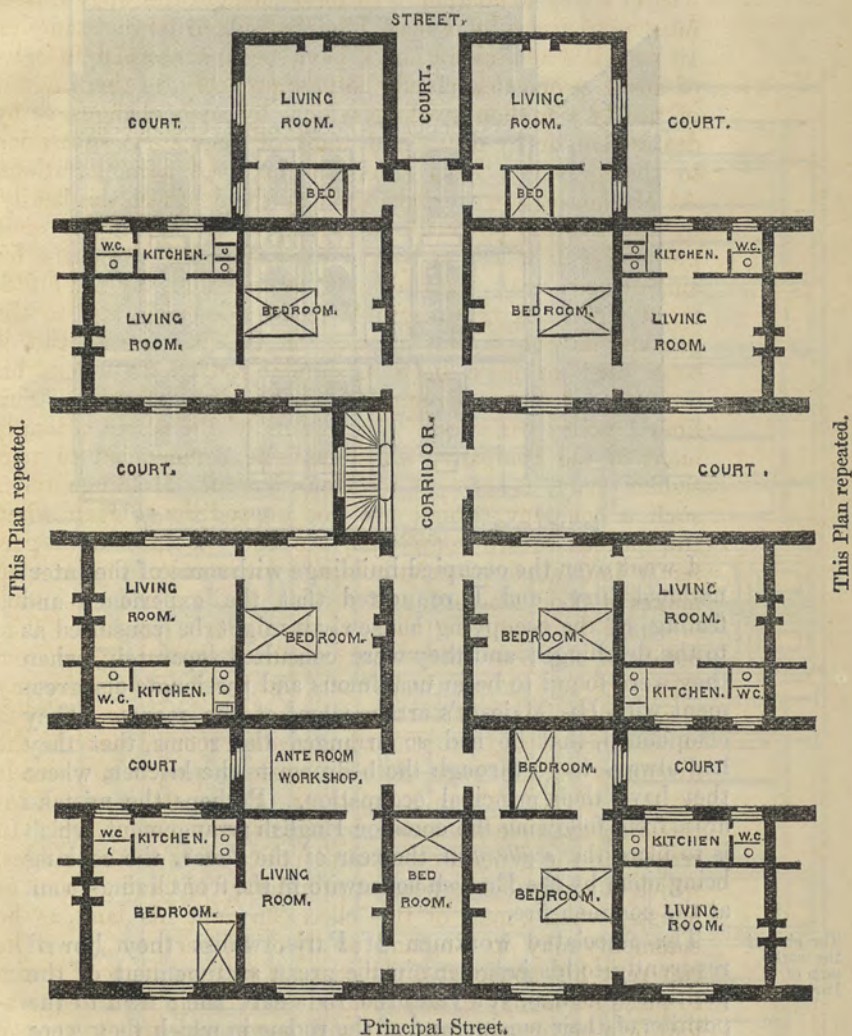 STREET.
LIVING
ROOM.
COURT.
LIVING
ROOM.
COURT.
COURT.
BED
BED
W.C.
KITCHEN.
KITCHEN.
W.C.
LIVING
ROOM.
BEDROOM.
BEDROOM.
LIVING
ROOM.
This Plan repeated.
This Plan repeated.
COURT.
CORRIDOR.
COURT.
LIVING
ROOM.
BEDROOM.
BEDROOM.
LIVING
ROOM.
W.C.
KITCHEN.
KITCHEN.
W.C.
COURT
ANTE ROOM
WORKSHOP.
BEDROOM.
COURT
W.C
KITCHEN.
KITCHEN
W.C
BEDROOM.
LIVING
ROOM.
BED
ROOM.
BEDROOM.
LIVING
ROOM.
Principal Street.